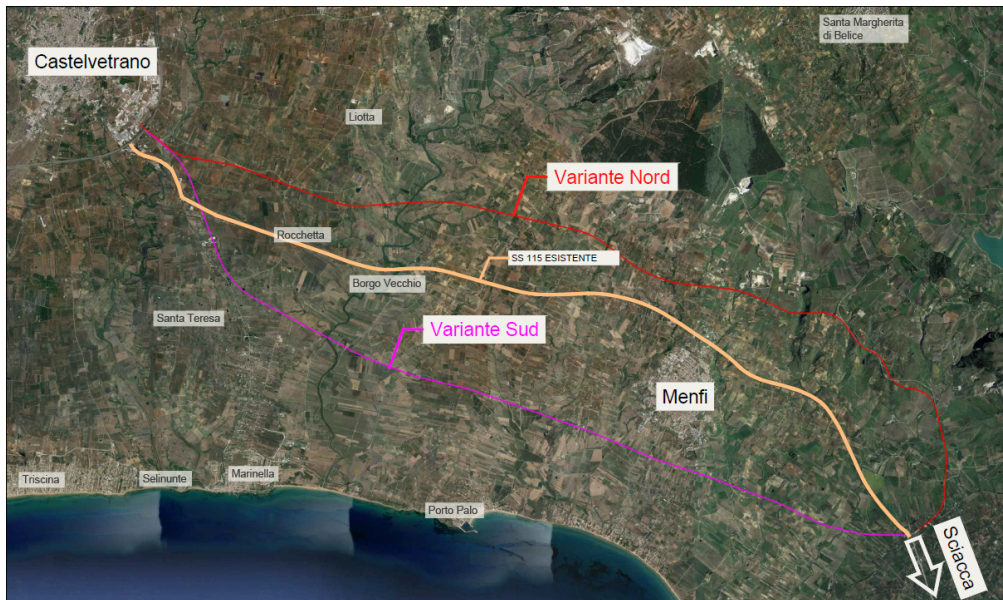 Santa Margherita
di Belice
Castelvetrano
Liotta
Variante Nord
Rocchetta
SS 115 ESISTENTE
Borgo Vecchio
Santa Teresa
Variante Sud
Menfi
Triscina
Selinunte
Marinella
Porto Palo
Sciacca